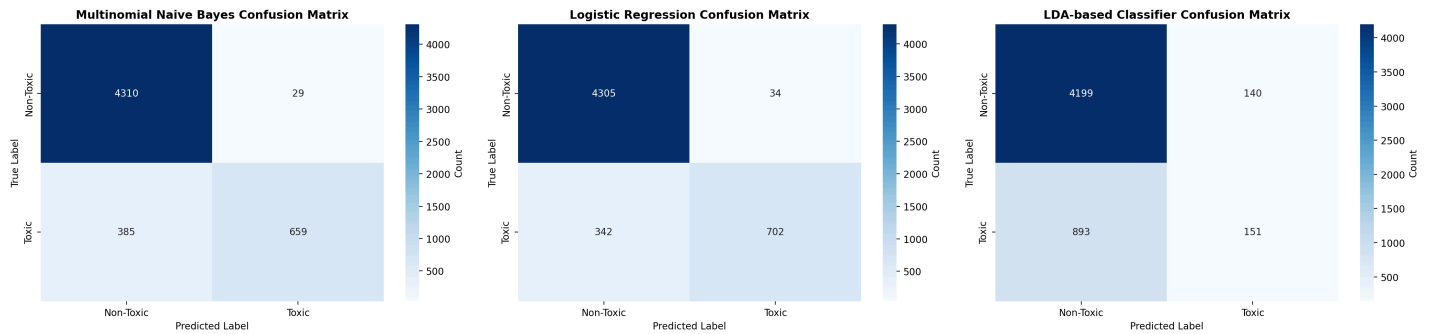 Multinomial Naive Bayes Confusion Matrix
True Label
Non-Toxic
Toxic
4310
29
385
659
Non-Toxic
Toxic
Predicted Label
4000
3500
3000
2500
2000
1500
1000
500
Count
Logistic Regression Confusion Matrix
True Label
Non-Toxic
Toxic
4305
34
342
702
Non-Toxic
Toxic
Predicted Label
4000
3500
3000
2500
2000
1500
1000
500
Count
LDA-based Classifier Confusion Matrix
True Label
Non-Toxic
Toxic
4199
140
893
151
Non-Toxic
Toxic
Predicted Label
4000
3500
3000
2500
2000
1500
1000
500
Count